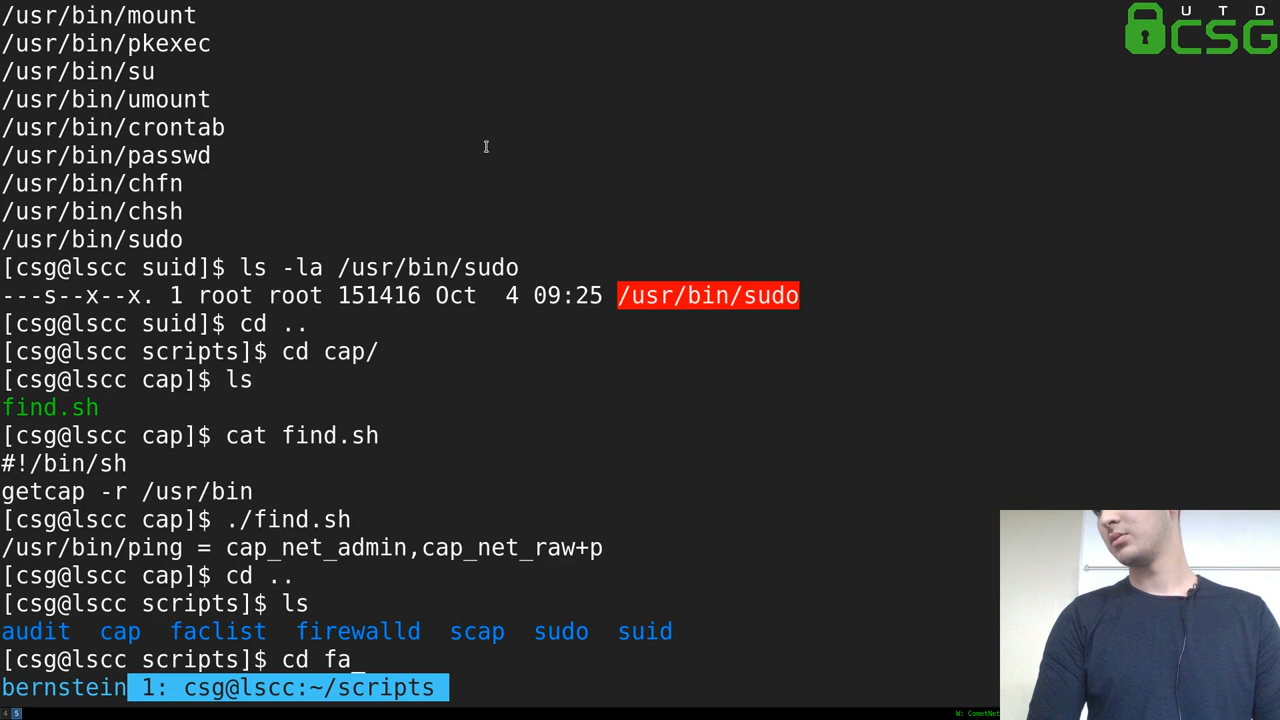 /usr/bin/mount
/usr/bin/pkexec
/usr/bin/su
/usr/bin/umount
/usr/bin/crontab
/usr/bin/passwd
/usr/bin/chfn
/usr/bin/chsh
/usr/bin/sudo
[csg@lscc suid]$ ls -la /usr/bin/sudo
---s--x--x. 1 root root 151416 Oct  4 09:25 /usr/bin/sudo
[csg@lscc suid]$ cd ..
[csg@lscc scripts]$ cd cap/
[csg@lscc cap]$ ls
find.sh
[csg@lscc cap]$ cat find.sh
#!/bin/sh
getcap -r /usr/bin
[csg@lscc cap]$ ./find.sh
/usr/bin/ping = cap_net_admin,cap_net_raw+p
[csg@lscc cap]$ cd ..
[csg@lscc scripts]$ ls
audit  cap  faclist  firewalld  scap  sudo  suid
[csg@lscc scripts]$ cd fa_
bernstein 1: csg@lscc:~/scripts
4 5
W: CometNet
UTD
CSG